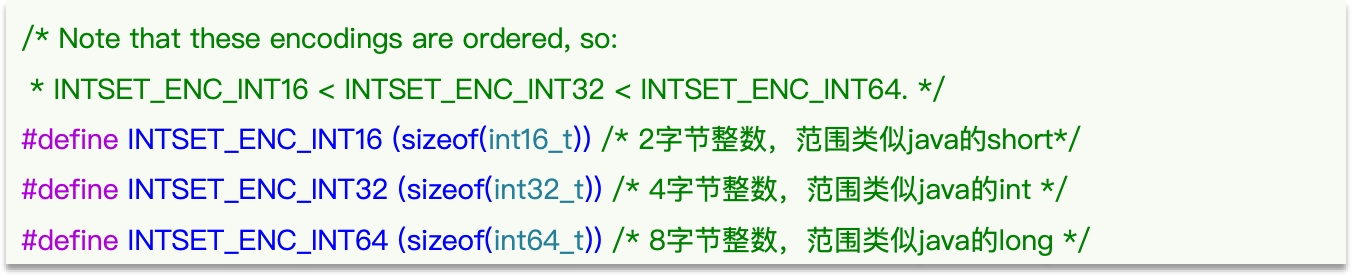 /* Note that these encodings are ordered, so:
* INTSET_ENC_INT16 < INTSET_ENC_INT32 < INTSET_ENC_INT64. */
#define INTSET_ENC_INT16 (sizeof(int16_t)) /* 2字节整数，范围类似java的short*/
#define INTSET_ENC_INT32 (sizeof(int32_t)) /* 4字节整数，范围类似java的int */
#define INTSET_ENC_INT64 (sizeof(int64_t)) /* 8字节整数，范围类似java的long */